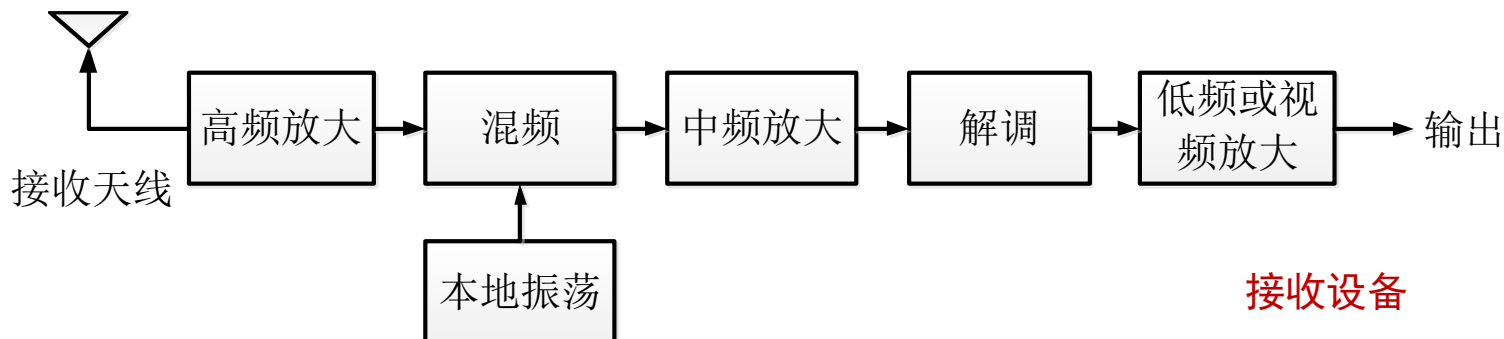 接收天线
高频放大
混频
中频放大
解调
低频或视
频放大
输出
本地振荡
接收设备